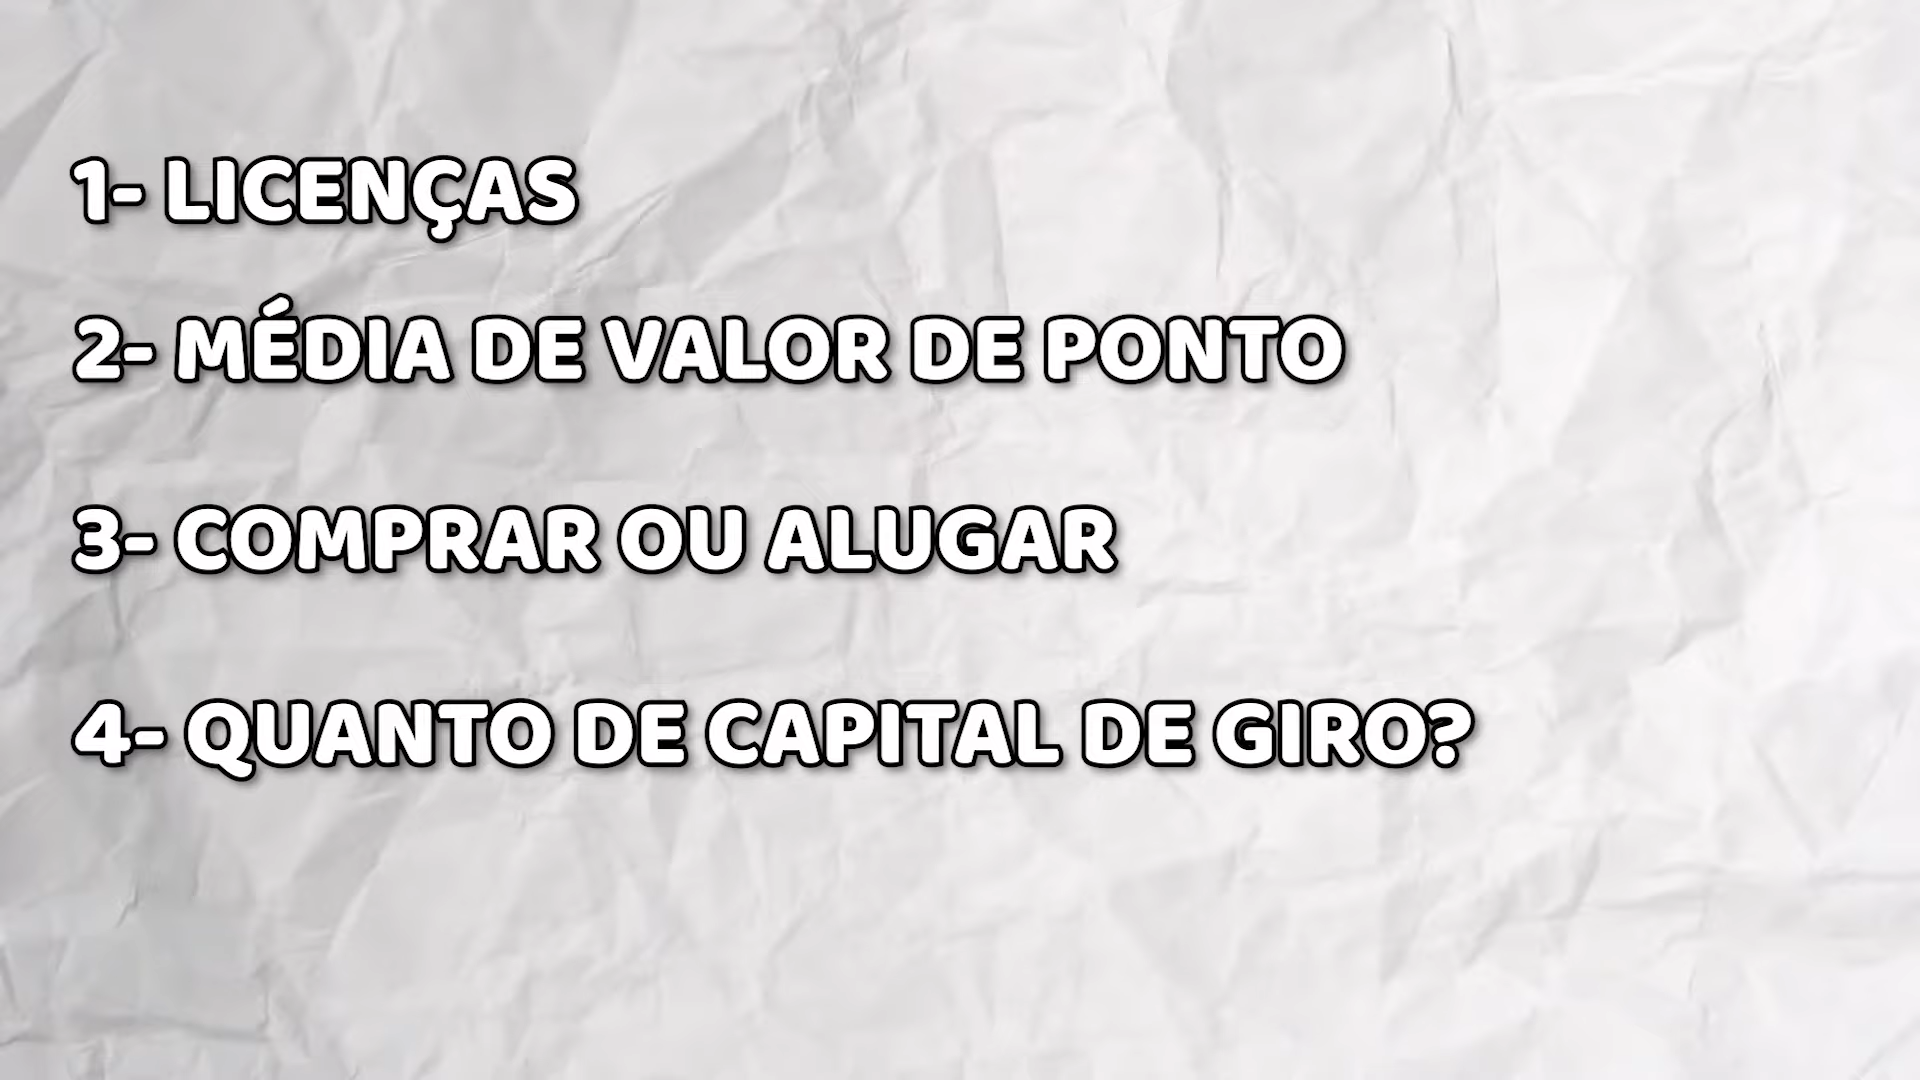 1- LICENÇAS
2- MÉDIA DE VALOR DE PONTO
3- COMPRAR OU ALUGAR
4- QUANTO DE CAPITAL DE GIRO?